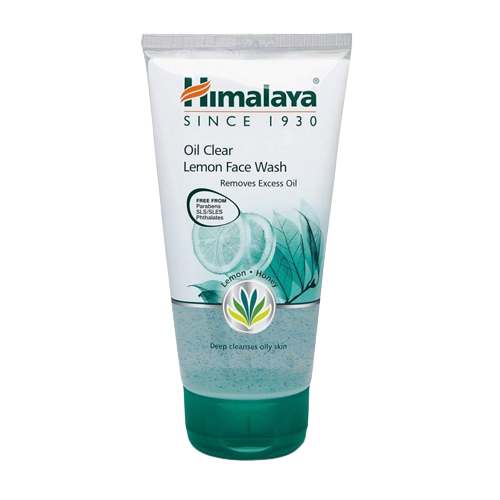 Himalaya®
SINCE 1930
Oil Clear
Lemon Face Wash
Removes Excess Oil
FREE FROM
Parabens
SLS/SLES
Phthalates
Lemon • Honey
Deep cleanses oily skin